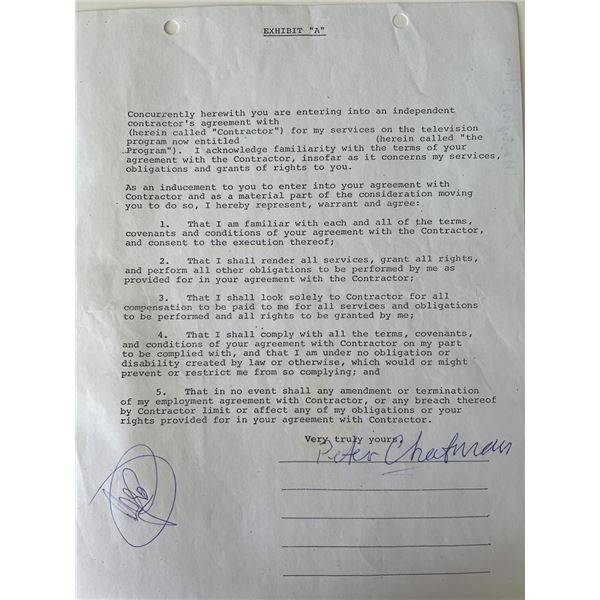 EXHIBIT "A"
Concurrently herewith you are entering into an independent
contractor's agreement with
(herein called "Contractor") for my services on the television
program now entitled (herein called "the
Program"). I acknowledge familiarity with the terms of your
agreement with the Contractor, insofar as it concerns my services,
obligations and grants of rights to you.
As an inducement to you to enter into your agreement with
Contractor and as a material part of the consideration moving
you to do so, I hereby represent, warrant and agree:
1. That I am familiar with each and all of the terms,
covenants and conditions of your agreement with the Contractor,
and consent to the execution thereof;
2. That I shall render all services, grant all rights,
and perform all other obligations to be performed by me as
provided for in your agreement with the Contractor;
3. That I shall look solely to Contractor for all
compensation to be paid to me for all services and obligations
to be performed and all rights to be granted by me;
4. That I shall comply with all the terms, covenants,
and conditions of your agreement with Contractor on my part
to be complied with, and that I am under no obligation or
disability created by law or otherwise, which would or might
prevent or restrict me from so complying; and
5. That in no event shall any amendment or termination
of my employment agreement with Contractor, or any breach thereof
by Contractor limit or affect any of my obligations or your
rights provided for in your agreement with Contractor.
Very truly yours,
Peter Chatman